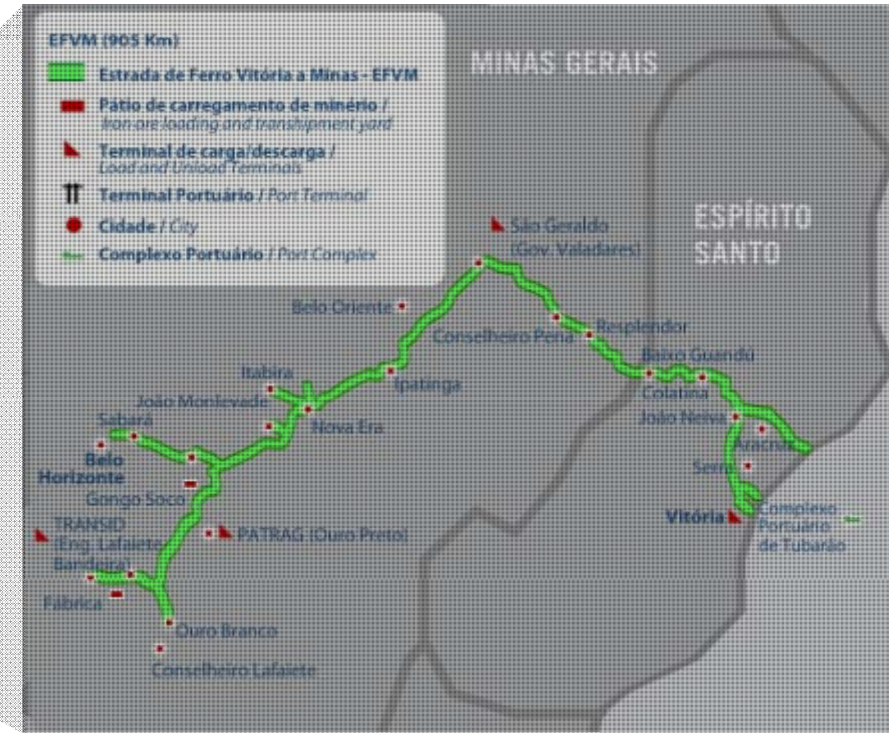 EFVM (905 Km)
Estrada de Ferro Vitória a Minas - EFVM
Pátio de carregamento de minério /
Iron ore loading and transhipment yard
Terminal de carga/descarga /
Load and Unload Terminals
Terminal Portuário / Port Terminal
Cidade / City
Complexo Portuário / Port Complex
MINAS GERAIS
ESPÍRITO
SANTO
São Geraldo
(Gov. Valadares)
Belo Oriente
Conselheiro Pena
Resplendor
Baixo Guandú
Itabira
Ipatinga
Colatina
João Monlevade
João Neiva
Sabará
Nova Era
Aracruz
Belo
Horizonte
Serra
Gongo Soco
Vitória
Complexo
Portuário
de Tubarão
TRANSID
(Eng. Lafaiete
Bandeira)
PATRAG (Ouro Preto)
Fábrica
Ouro Branco
Conselheiro Lafaiete